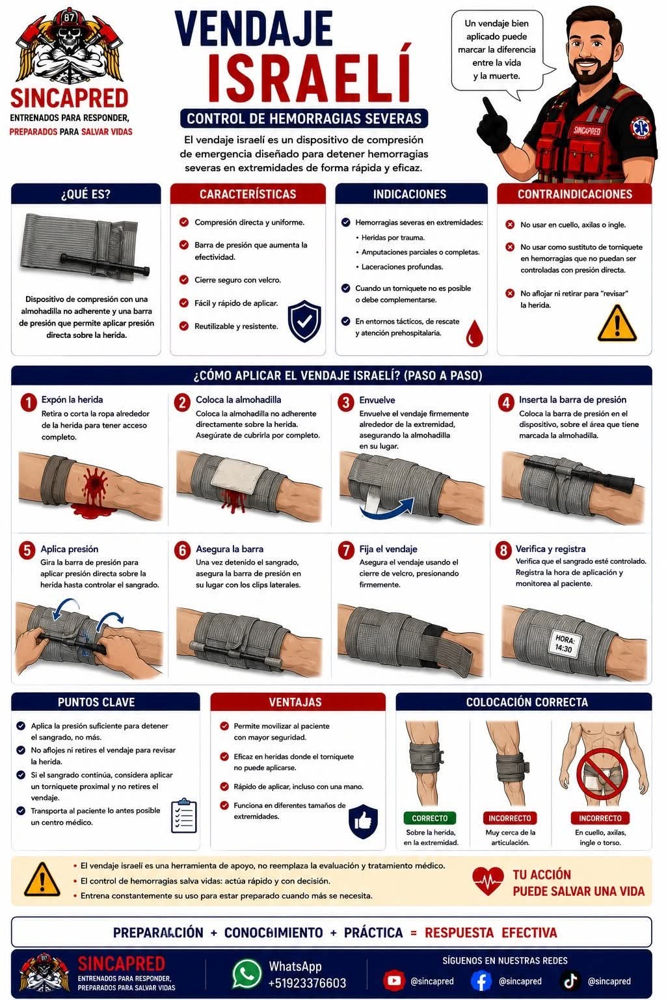 87
SINCAPRED
ENTRENADOS PARA RESPONDER,
PREPARADOS PARA SALVAR VIDAS
VENDAJE
ISRAELÍ
CONTROL DE HEMORRAGIAS SEVERAS
El vendaje israelí es un dispositivo de compresión
de emergencia diseñado para detener hemorragias
severas en extremidades de forma rápida y eficaz.
Un vendaje bien
aplicado puede
marcar la diferencia
entre la vida
y la muerte.
SINCAPRED
¿QUÉ ES?
Dispositivo de compresión con una
almohadilla no adherente y una barra
de presión que permite aplicar presión
directa sobre la herida.
CARACTERÍSTICAS
Compresión directa y uniforme.
Barra de presión que aumenta la
efectividad.
Cierre seguro con velcro.
Fácil y rápido de aplicar.
Reutilizable y resistente.
INDICACIONES
Hemorragias severas en extremidades:
• Heridas por trauma.
• Amputaciones parciales o completas.
• Laceraciones profundas.
Cuando un torniquete no es posible
o debe complementarse.
En entornos tácticos, de rescate
y atención prehospitalaria.
CONTRAINDICACIONES
No usar en cuello, axilas o ingle.
No usar como sustituto de torniquete
en hemorragias que no puedan ser
controladas con presión directa.
No aflojar ni retirar para "revisar"
la herida.
¿CÓMO APLICAR EL VENDAJE ISRAELÍ? (PASO A PASO)
1 Expón la herida
Retira o corta la ropa alrededor
de la herida para tener acceso
completo.
2 Coloca la almohadilla
Coloca la almohadilla no adherente
directamente sobre la herida.
Asegúrate de cubrirla por completo.
3 Envuelve
Envuelve el vendaje firmemente
alrededor de la extremidad,
asegurando la almohadilla
en su lugar.
4 Inserta la barra de presión
Coloca la barra de presión en el
dispositivo, sobre el área que tiene
marcada la almohadilla.
5 Aplica presión
Gira la barra de presión para
aplicar presión directa sobre la
herida hasta controlar el sangrado.
6 Asegura la barra
Una vez detenido el sangrado,
asegura la barra de presión en
su lugar con los clips laterales.
7 Fija el vendaje
Asegura el vendaje usando el
cierre de velcro, presionando
firmemente.
8 Verifica y registra
Verifica que el sangrado esté controlado.
Registra la hora de aplicación y
monitorea al paciente.
HORA:
14:30
PUNTOS CLAVE
Aplica la presión suficiente para detener
el sangrado, no más.
No aflojes ni retires el vendaje para revisar
la herida.
Si el sangrado continúa, considera aplicar
un torniquete proximal y no retires el
vendaje.
Transporta al paciente lo antes posible
un centro médico.
VENTAJAS
Permite movilizar al paciente
con mayor seguridad.
Eficaz en heridas donde el torniquete
no puede aplicarse.
Rápido de aplicar, incluso con una mano.
Funciona en diferentes tamaños de
extremidades.
COLOCACIÓN CORRECTA
CORRECTO
Sobre la herida,
en la extremidad.
INCORRECTO
Muy cerca de la
articulación.
INCORRECTO
En cuello, axilas,
ingle o torso.
• El vendaje israelí es una herramienta de apoyo, no reemplaza la evaluación y tratamiento médico.
• El control de hemorragias salva vidas: actúa rápido y con decisión.
• Entrena constantemente su uso para estar preparado cuando más se necesita.
TU ACCIÓN
PUEDE SALVAR UNA VIDA
PREPARACIÓN + CONOCIMIENTO + PRÁCTICA = RESPUESTA EFECTIVA
87
SINCAPRED
ENTRENADOS PARA RESPONDER,
PREPARADOS PARA SALVAR VIDAS
WhatsApp
+51923376603
SÍGUENOS EN NUESTRAS REDES
@sincapred
@sincapred
@sincapred